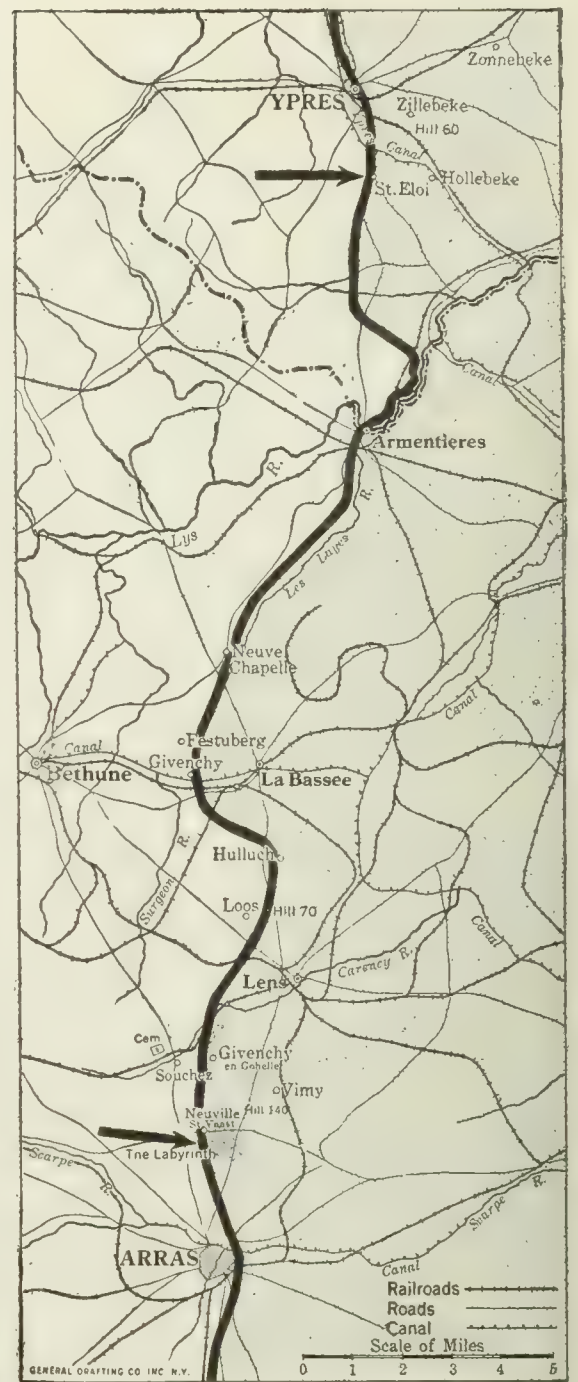 Zonnebeke
YPRES
Zillebeke
Hill 60
Ypres
Canal
Hollebeke
St. Eloi
Canal
Armentieres
R.
Lys
R.
Les Layes
Neuve
Chapelle
Canal
Festuberg
Canal
Givenchy
Bethune
La Bassee
Hulluch
R.
Surgeon
Loos
Hill 70
Canal
Lens
Carency R.
Cem
Givenchy
en Gohelle
Souchez
Vimy
Neuville
St. Vaast
Hill 140
The Labyrinth
Scarpe
R.
Scarpe R.
ARRAS
Canal
Railroads
Roads
Canal
Scale of Miles
0 1 2 3 4 5
GENERAL DRAFTING CO INC N.Y.